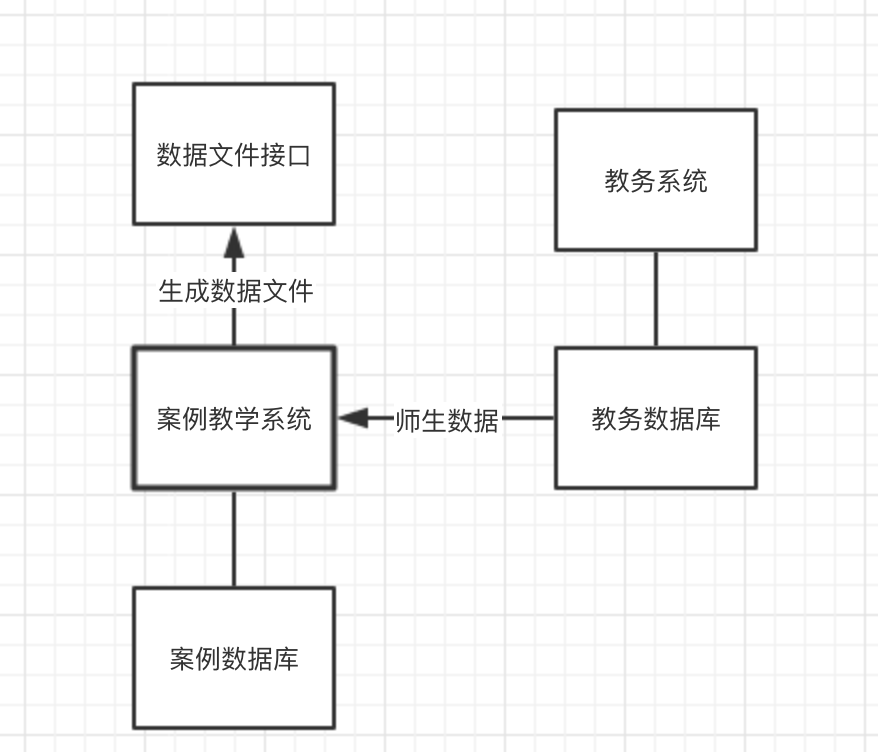 数据文件接口
教务系统
生成数据文件
案例教学系统
师生数据
教务数据库
案例数据库